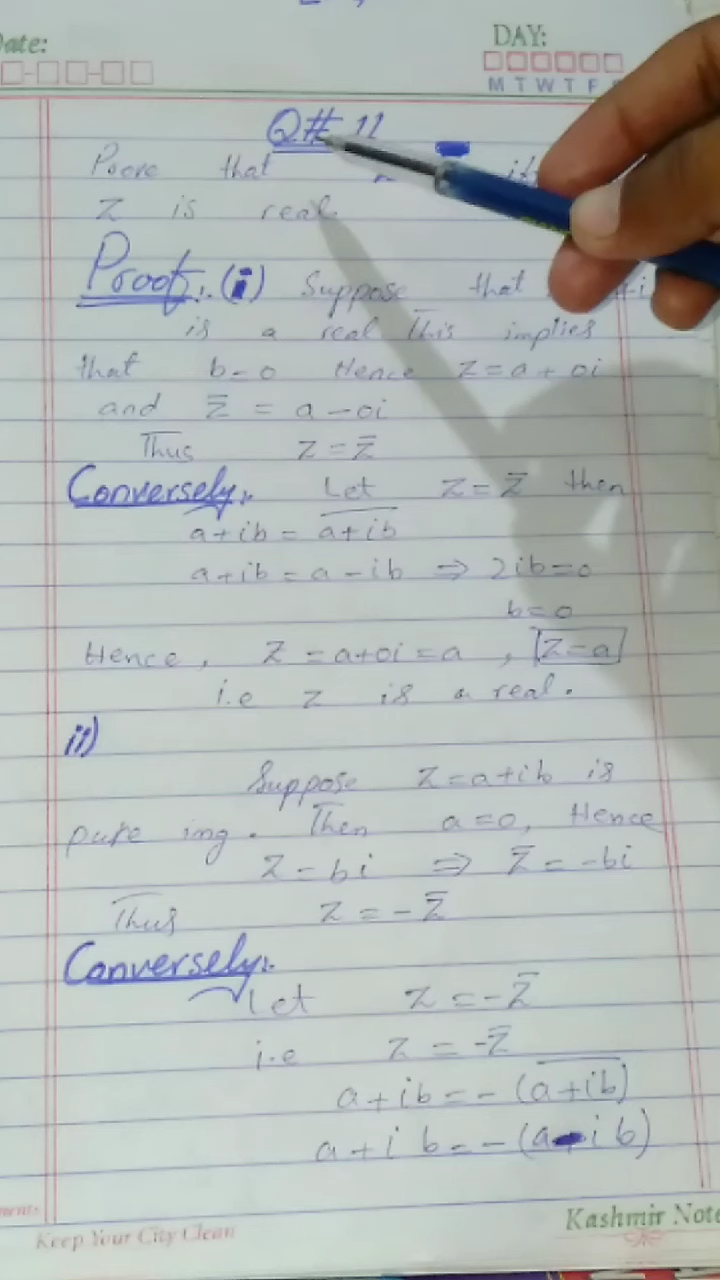 Date:
DAY:
M T W T F
Q# 11
Prove that
Z is real
Proof:. (i) Suppose that
is a real This implies
that b=0 Hence z=a+0i
and z̅ = a-0i
Thus z=z̅
Conversely:. Let z=z̅ then
a+ib = \overline{a+ib}
a+ib=a-ib ⇒ 2ib=0
b=0
Hence, z=a+0i=a, [Z=a]
i.e z is a real.
ii)
Suppose z=a+ib is
pure ing. Then a=0, Hence
z=bi ⇒ z̅=-bi
Thus z=-z̅
Conversely:.
Let z=-z̅
i.e z=-z̅
a+ib=-(\overline{a+ib})
a+ib=-(a-ib)
Keep Your City Clean
Kashmir Note